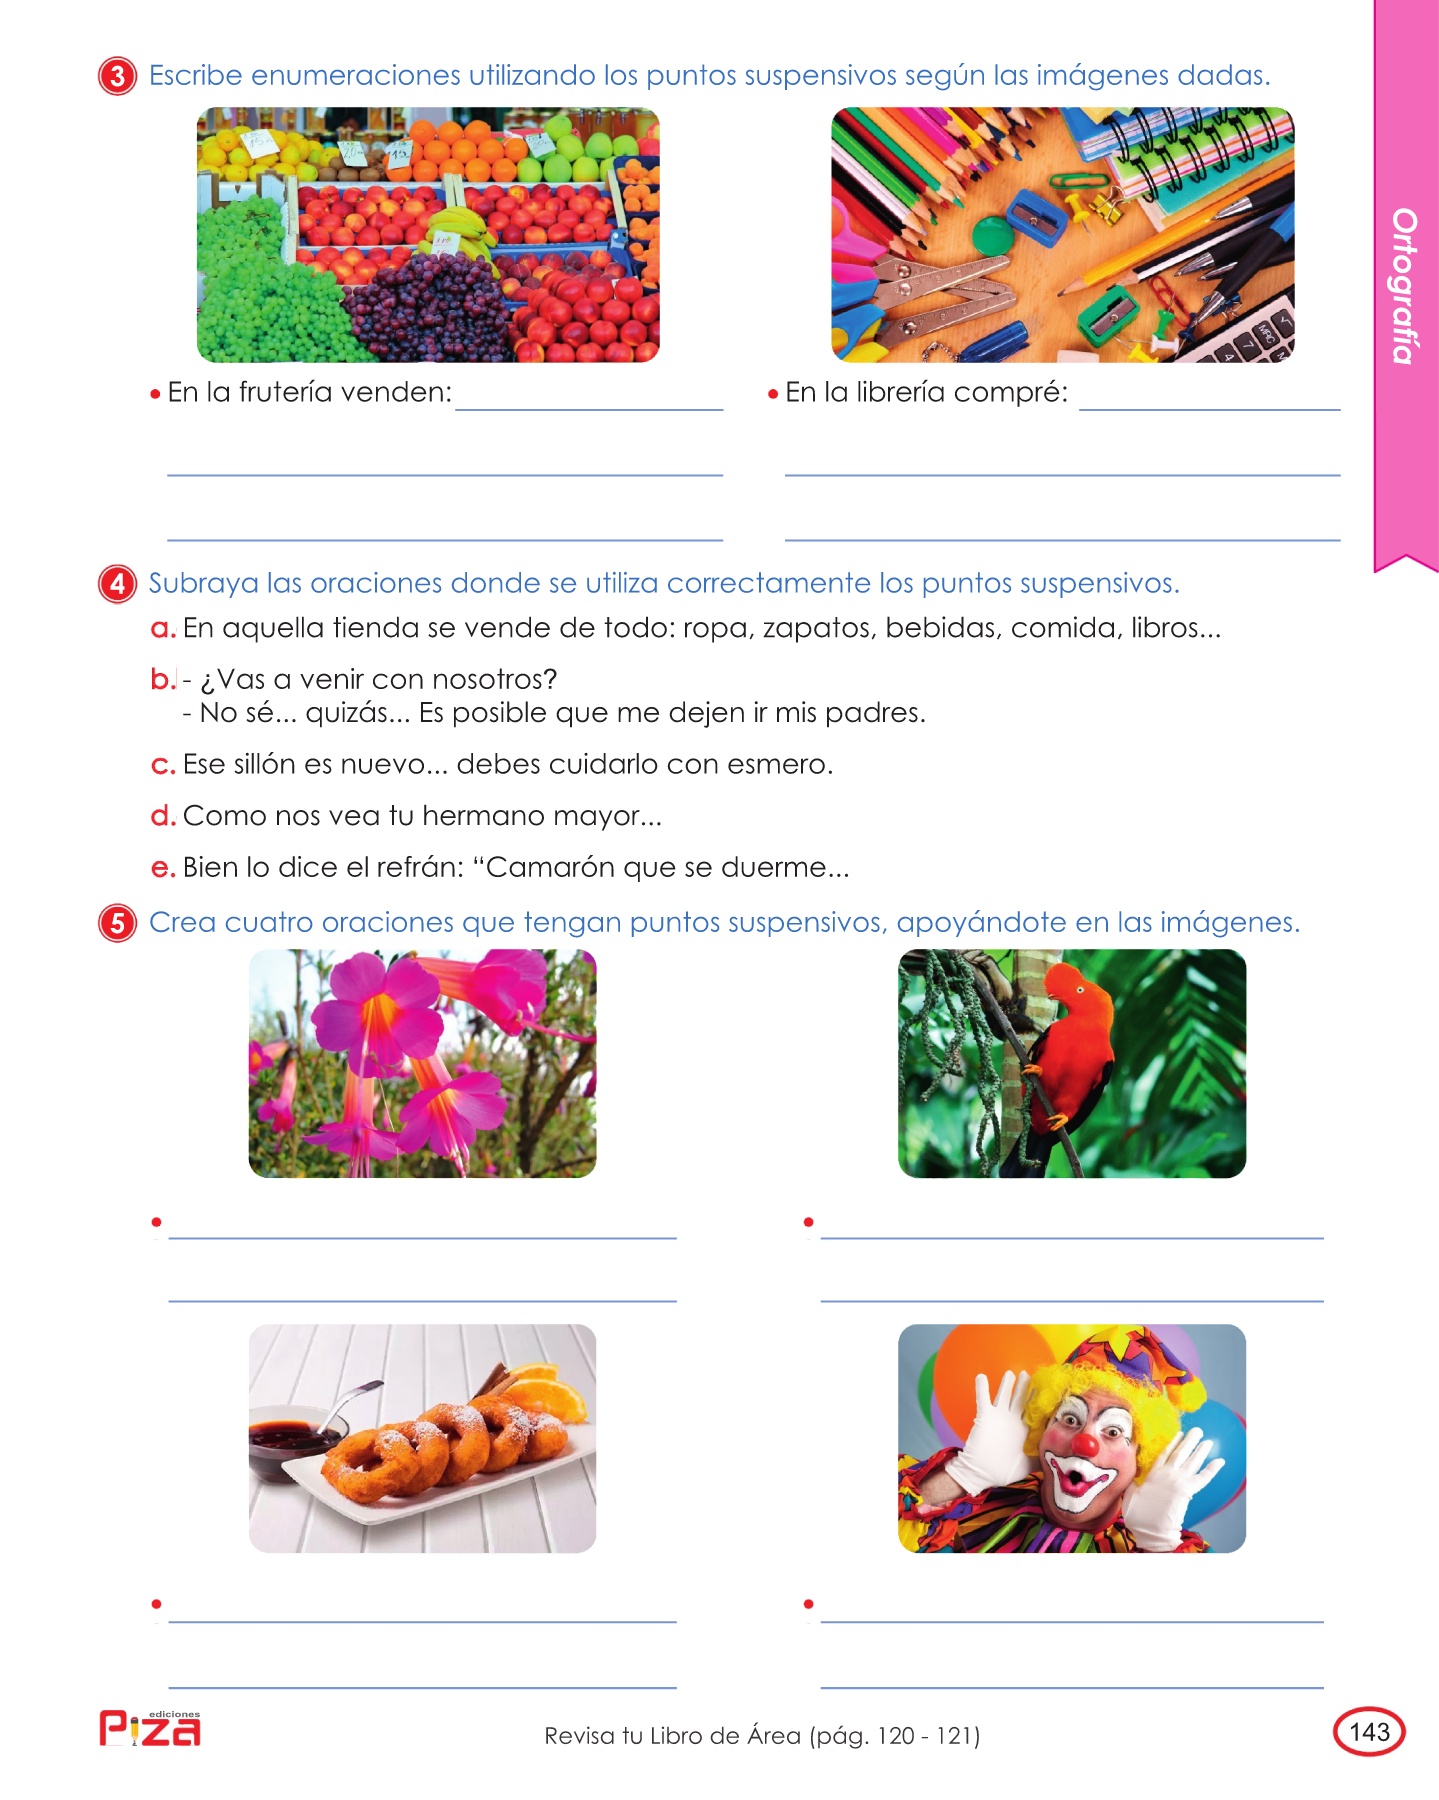 3 Escribe enumeraciones utilizando los puntos suspensivos según las imágenes dadas.
Ortografía
• En la frutería venden:
• En la librería compré:
4 Subraya las oraciones donde se utiliza correctamente los puntos suspensivos.
a. En aquella tienda se vende de todo: ropa, zapatos, bebidas, comida, libros...
b. - ¿Vas a venir con nosotros?
- No sé... quizás... Es posible que me dejen ir mis padres.
c. Ese sillón es nuevo... debes cuidarlo con esmero.
d. Como nos vea tu hermano mayor...
e. Bien lo dice el refrán: “Camarón que se duerme...
5 Crea cuatro oraciones que tengan puntos suspensivos, apoyándote en las imágenes.
ediciones
Piza
Revisa tu Libro de Área (pág. 120 - 121)
143